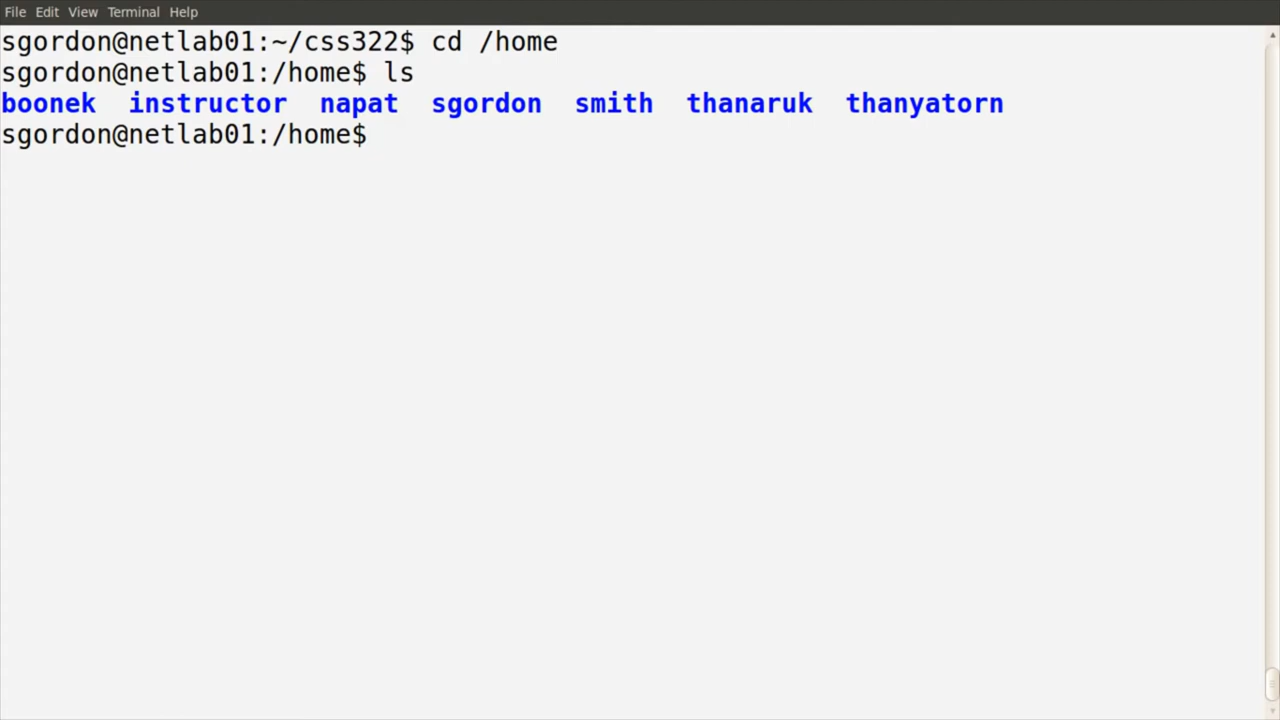 File Edit View Terminal Help
sgordon@netlab01:~/css322$ cd /home
sgordon@netlab01:/home$ ls
boonek  instructor  napat  sgordon  smith  thanaruk  thanyatorn
sgordon@netlab01:/home$